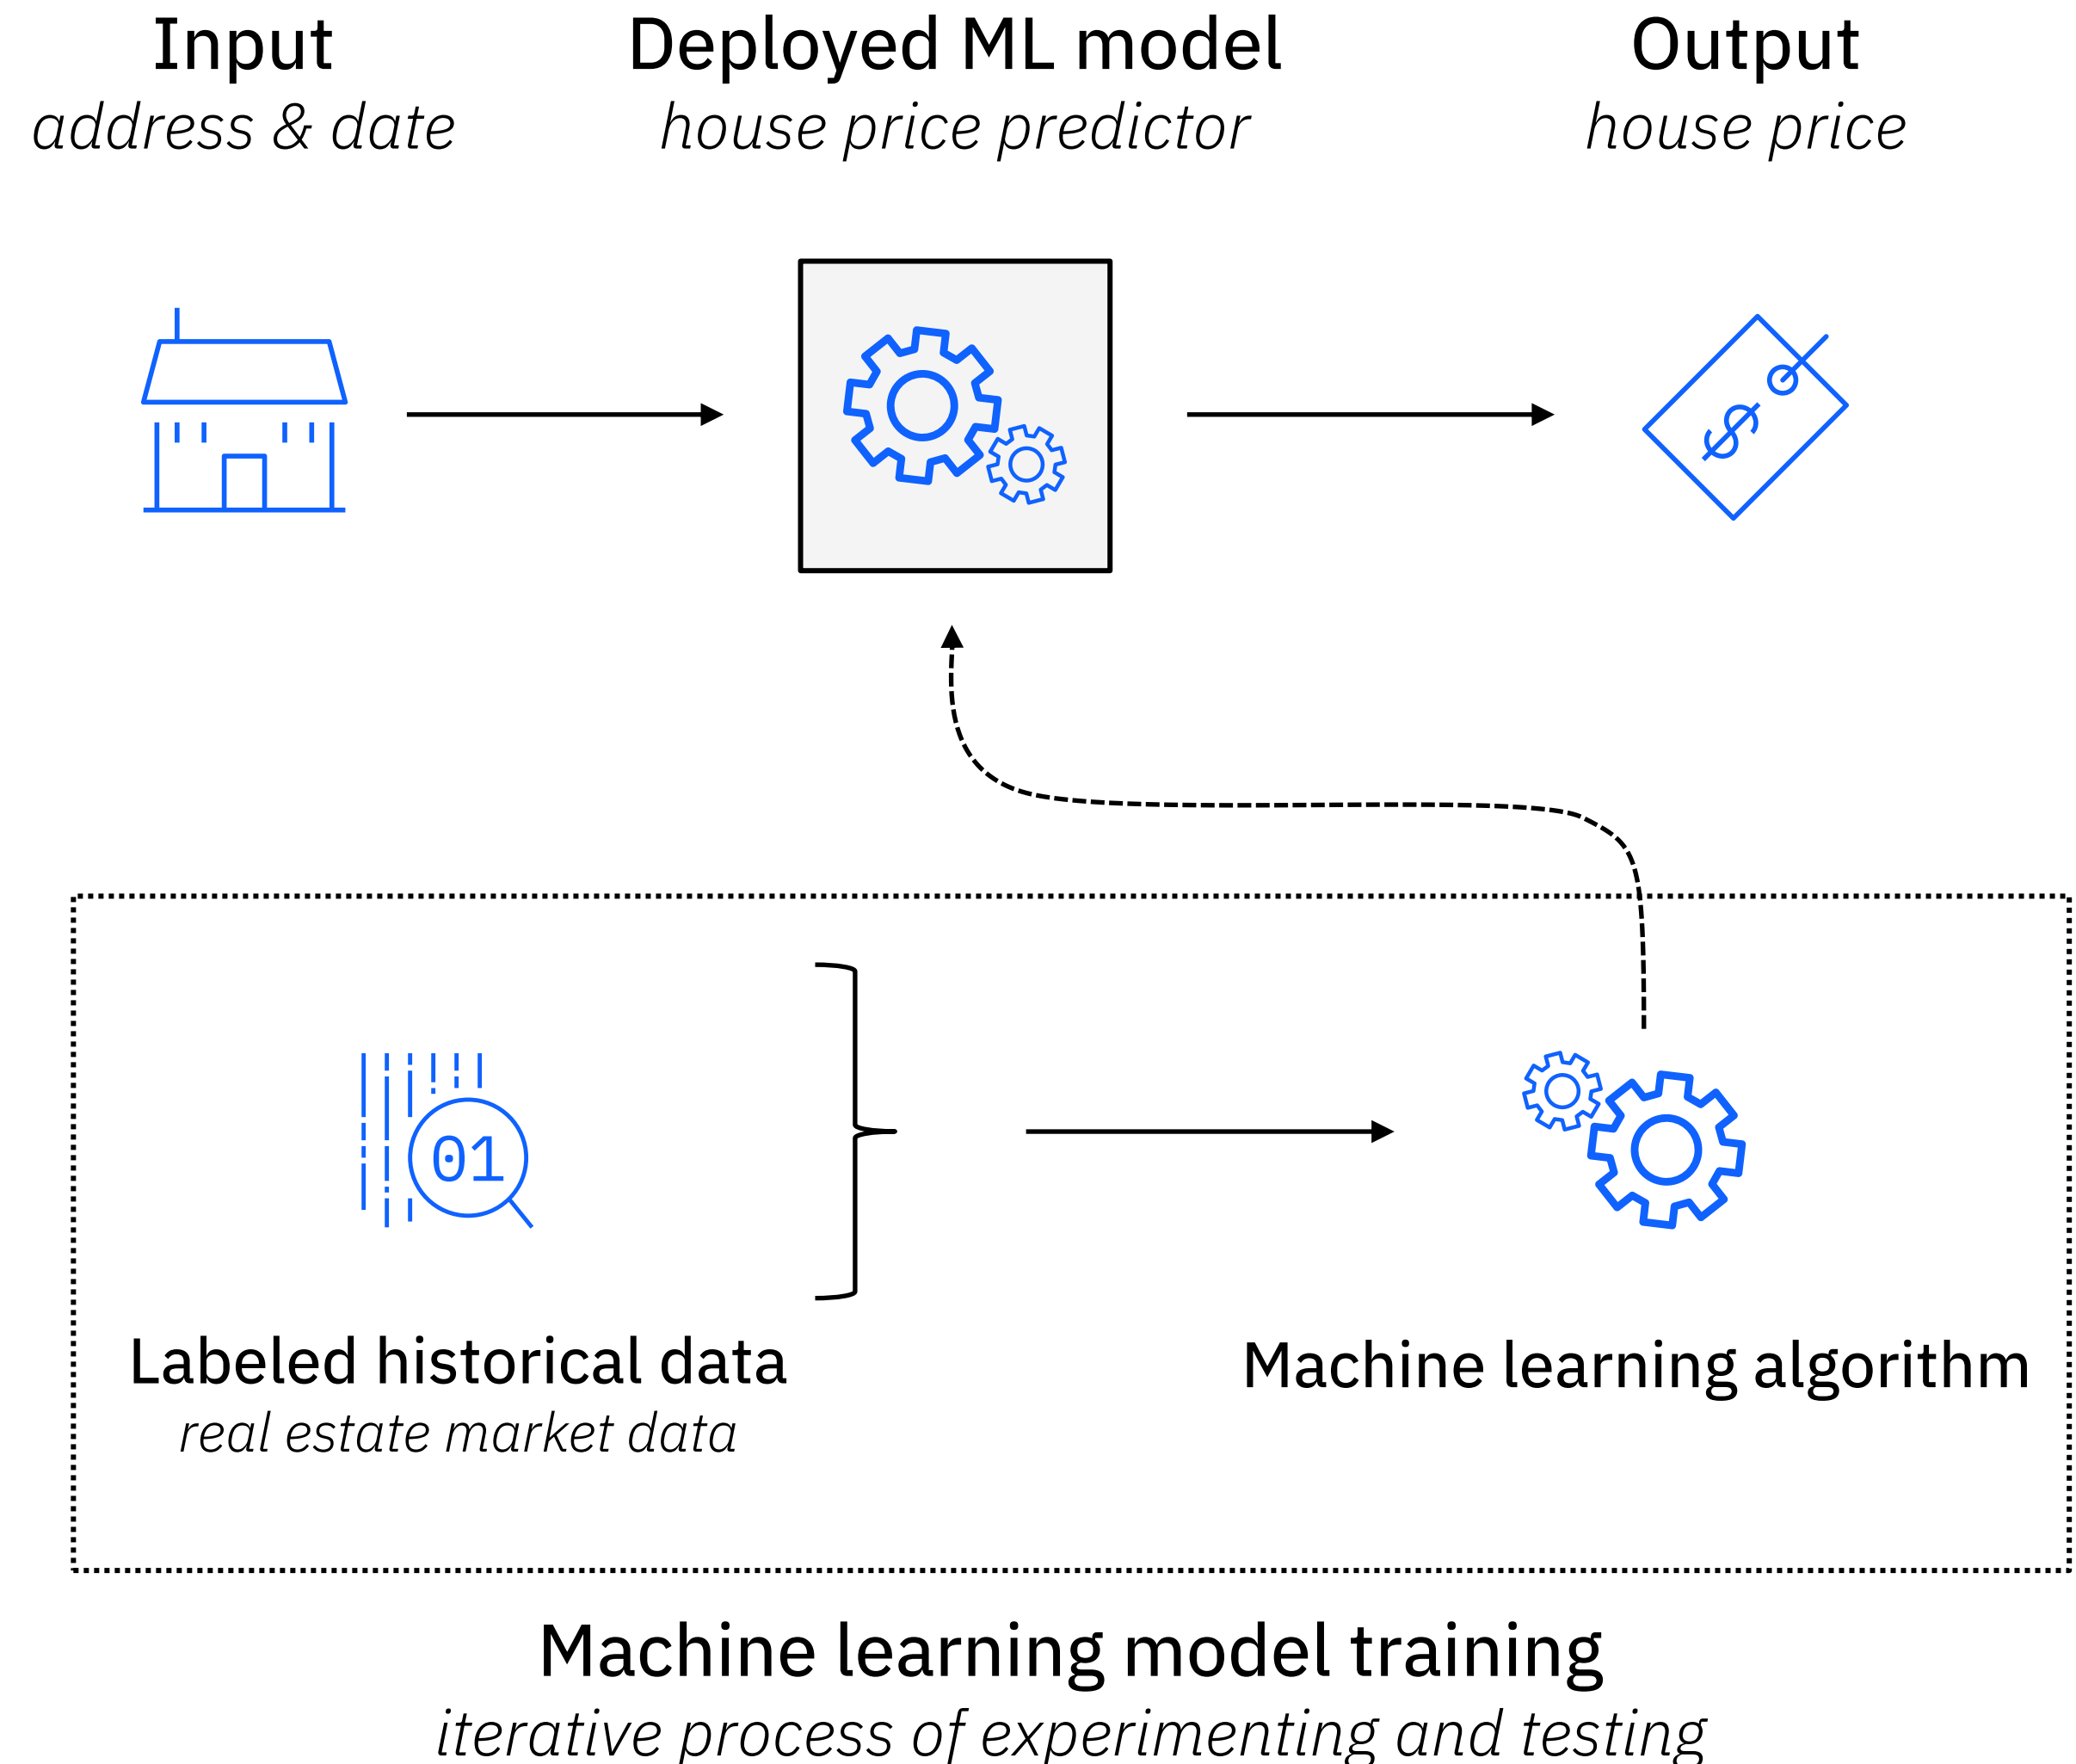 Input
address & date
Deployed ML model
house price predictor
Output
house price
01
Labeled historical data
real estate market data
Machine learning algorithm
Machine learning model training
iterative process of experimenting and testing